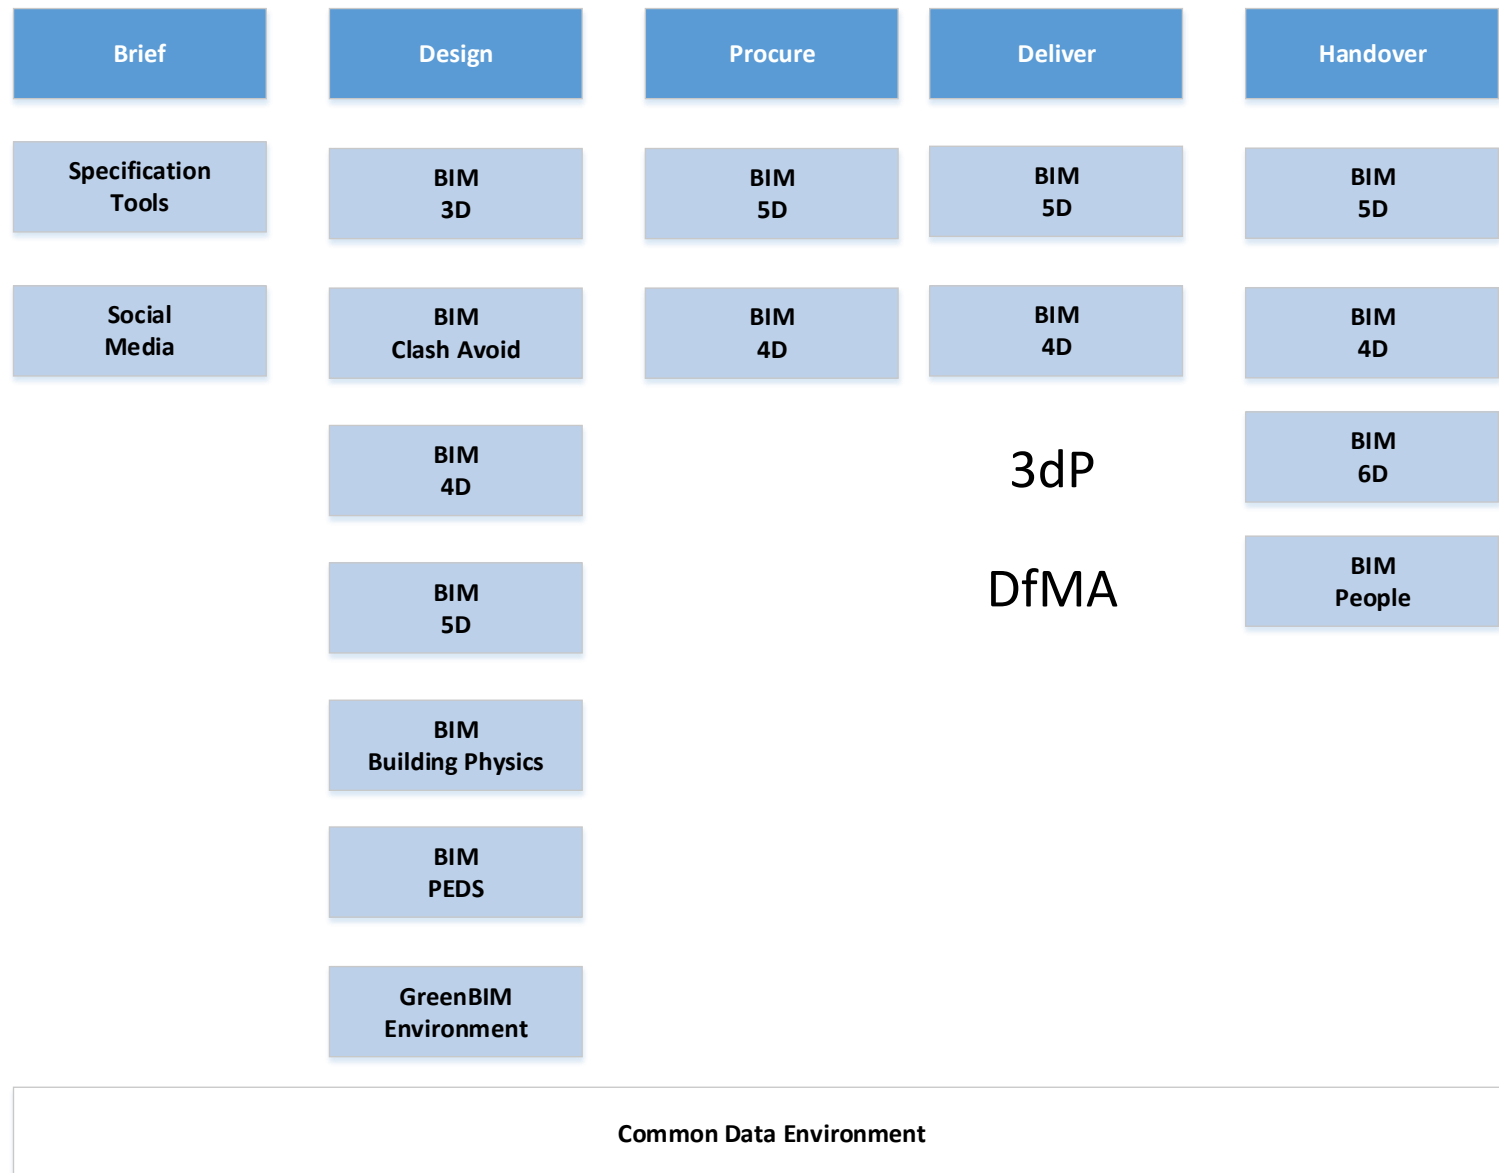 Brief
Design
Procure
Deliver
Handover
Specification
Tools
BIM
3D
BIM
5D
BIM
5D
BIM
5D
Social
Media
BIM
Clash Avoid
BIM
4D
BIM
4D
BIM
4D
BIM
4D
3dP
BIM
6D
BIM
5D
DfMA
BIM
People
BIM
Building Physics
BIM
PEDS
GreenBIM
Environment
Common Data Environment